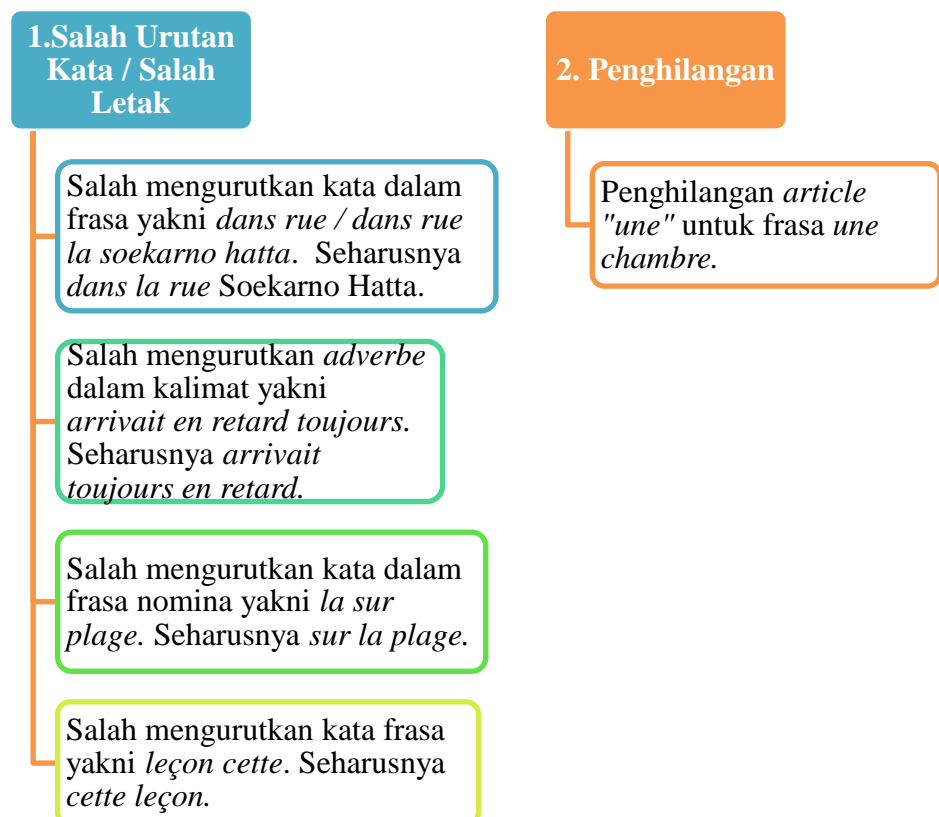 1.Salah Urutan
Kata / Salah
Letak
Salah mengurutkan kata dalam
frasa yakni dans rue / dans rue
la soekarno hatta. Seharusnya
dans la rue Soekarno Hatta.
Salah mengurutkan adverbe
dalam kalimat yakni
arrivait en retard toujours.
Seharusnya arrivait
toujours en retard.
Salah mengurutkan kata dalam
frasa nomina yakni la sur
plage. Seharusnya sur la plage.
Salah mengurutkan kata frasa
yakni leçon cette. Seharusnya
cette leçon.
2. Penghilangan
Penghilangan article
"une" untuk frasa une
chambre.